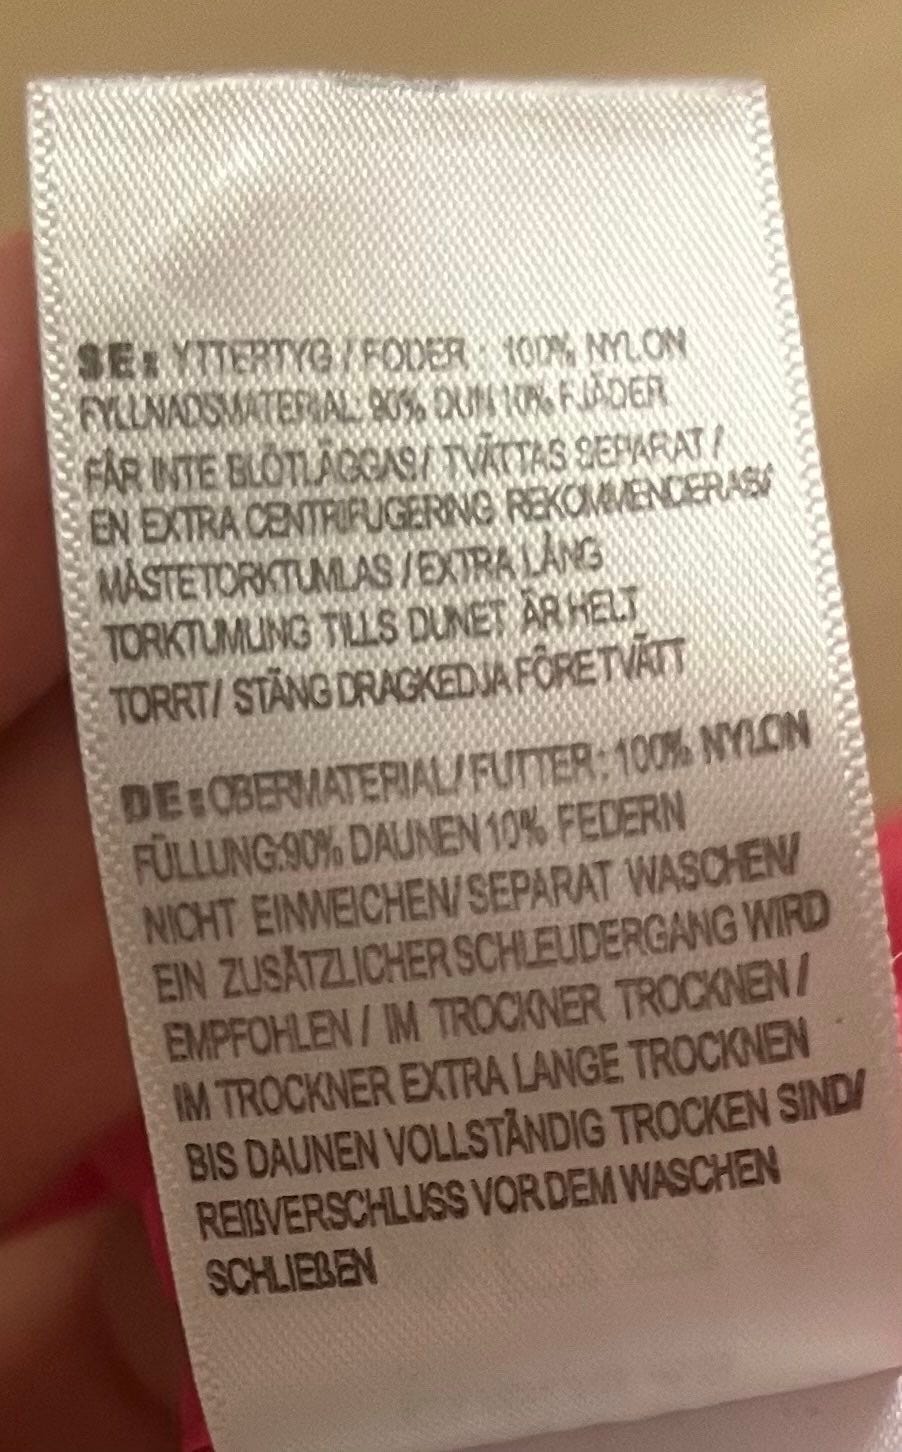 SE: YTTERTYG / FODER : 100% NYLON
FYLLNADSMATERIAL: 90% DUN 10% FJÄDER
FÅR INTE BLÖTLÄGGAS/ TVÄTTAS SEPARAT /
EN EXTRA CENTRIFUGERING REKOMMENDERAS/
MÅSTE TORKTUMLAS / EXTRA LÅNG
TORKTUMLING TILLS DUNET ÄR HELT
TORRT/ STÄNG DRAGKEDJA FÖRE TVÄTT
DE: OBERMATERIAL/ FUTTER: 100% NYLON
FÜLLUNG:90% DAUNEN 10% FEDERN
NICHT EINWEICHEN/ SEPARAT WASCHEN/
EIN ZUSÄTZLICHER SCHLEUDERGANG WIRD
EMPFOHLEN / IM TROCKNER TROCKNEN /
IM TROCKNER EXTRA LANGE TROCKNEN
BIS DAUNEN VOLLSTÄNDIG TROCKEN SIND/
REIßVERSCHLUSS VOR DEM WASCHEN
SCHLIEßEN